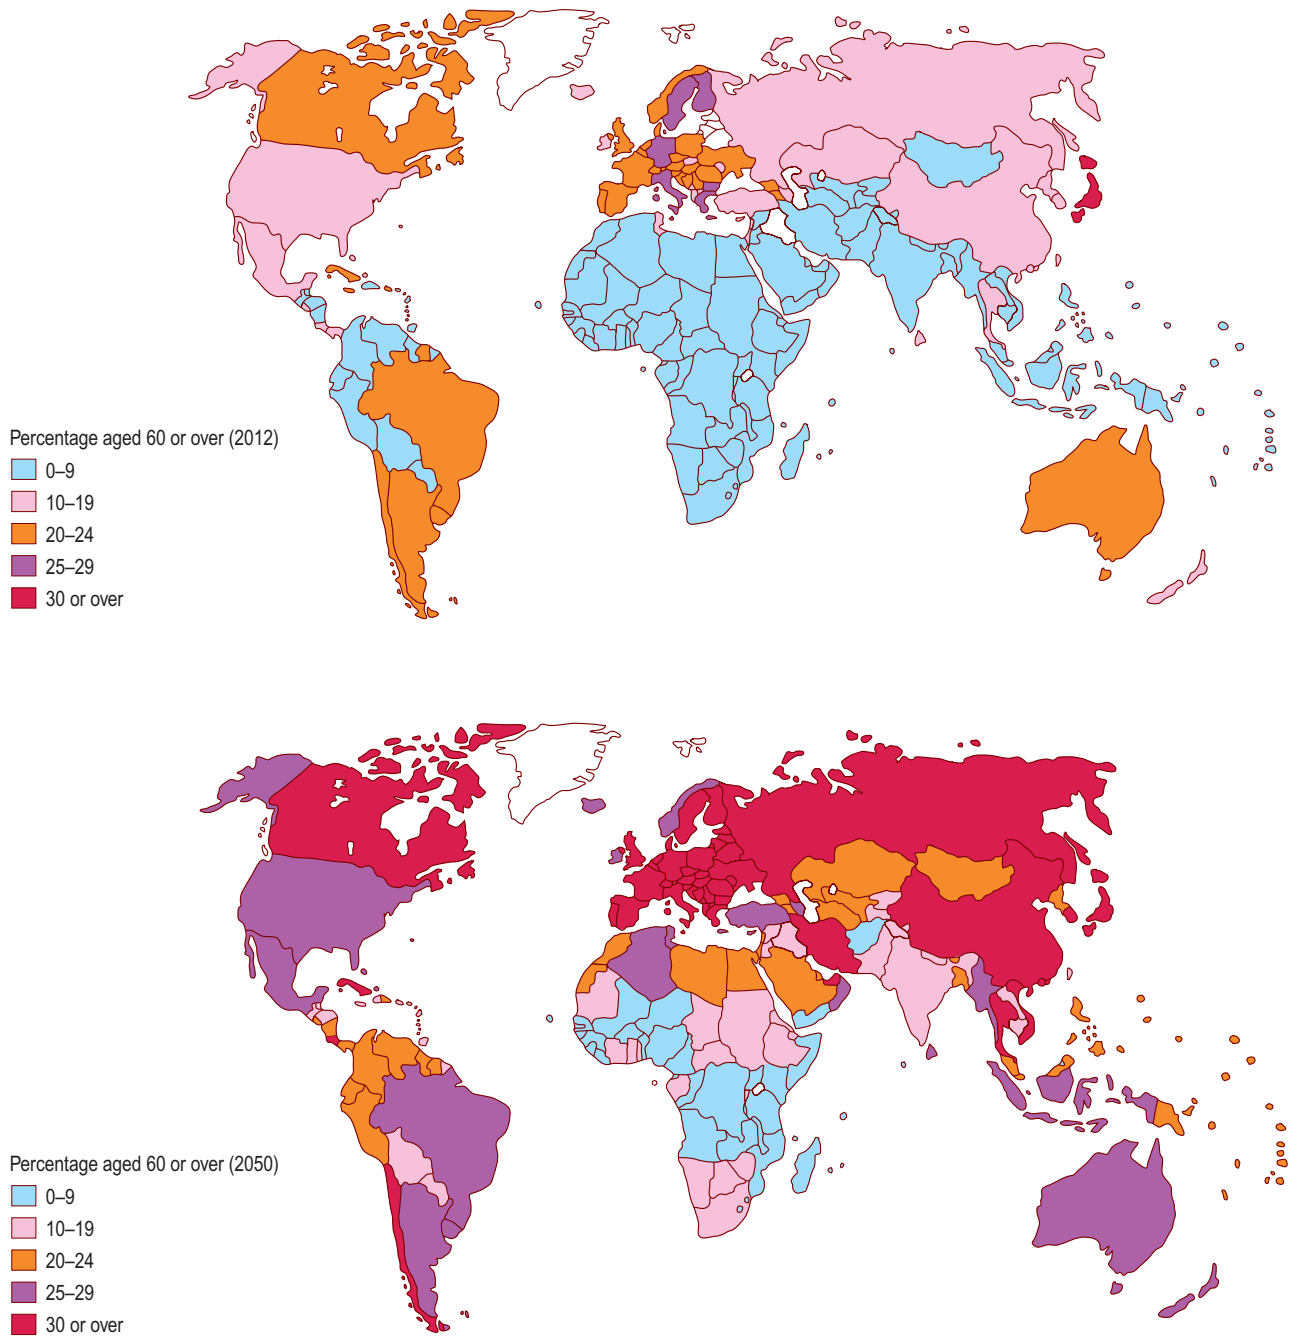 Percentage aged 60 or over (2012)
0–9
10–19
20–24
25–29
30 or over
Percentage aged 60 or over (2050)
0–9
10–19
20–24
25–29
30 or over